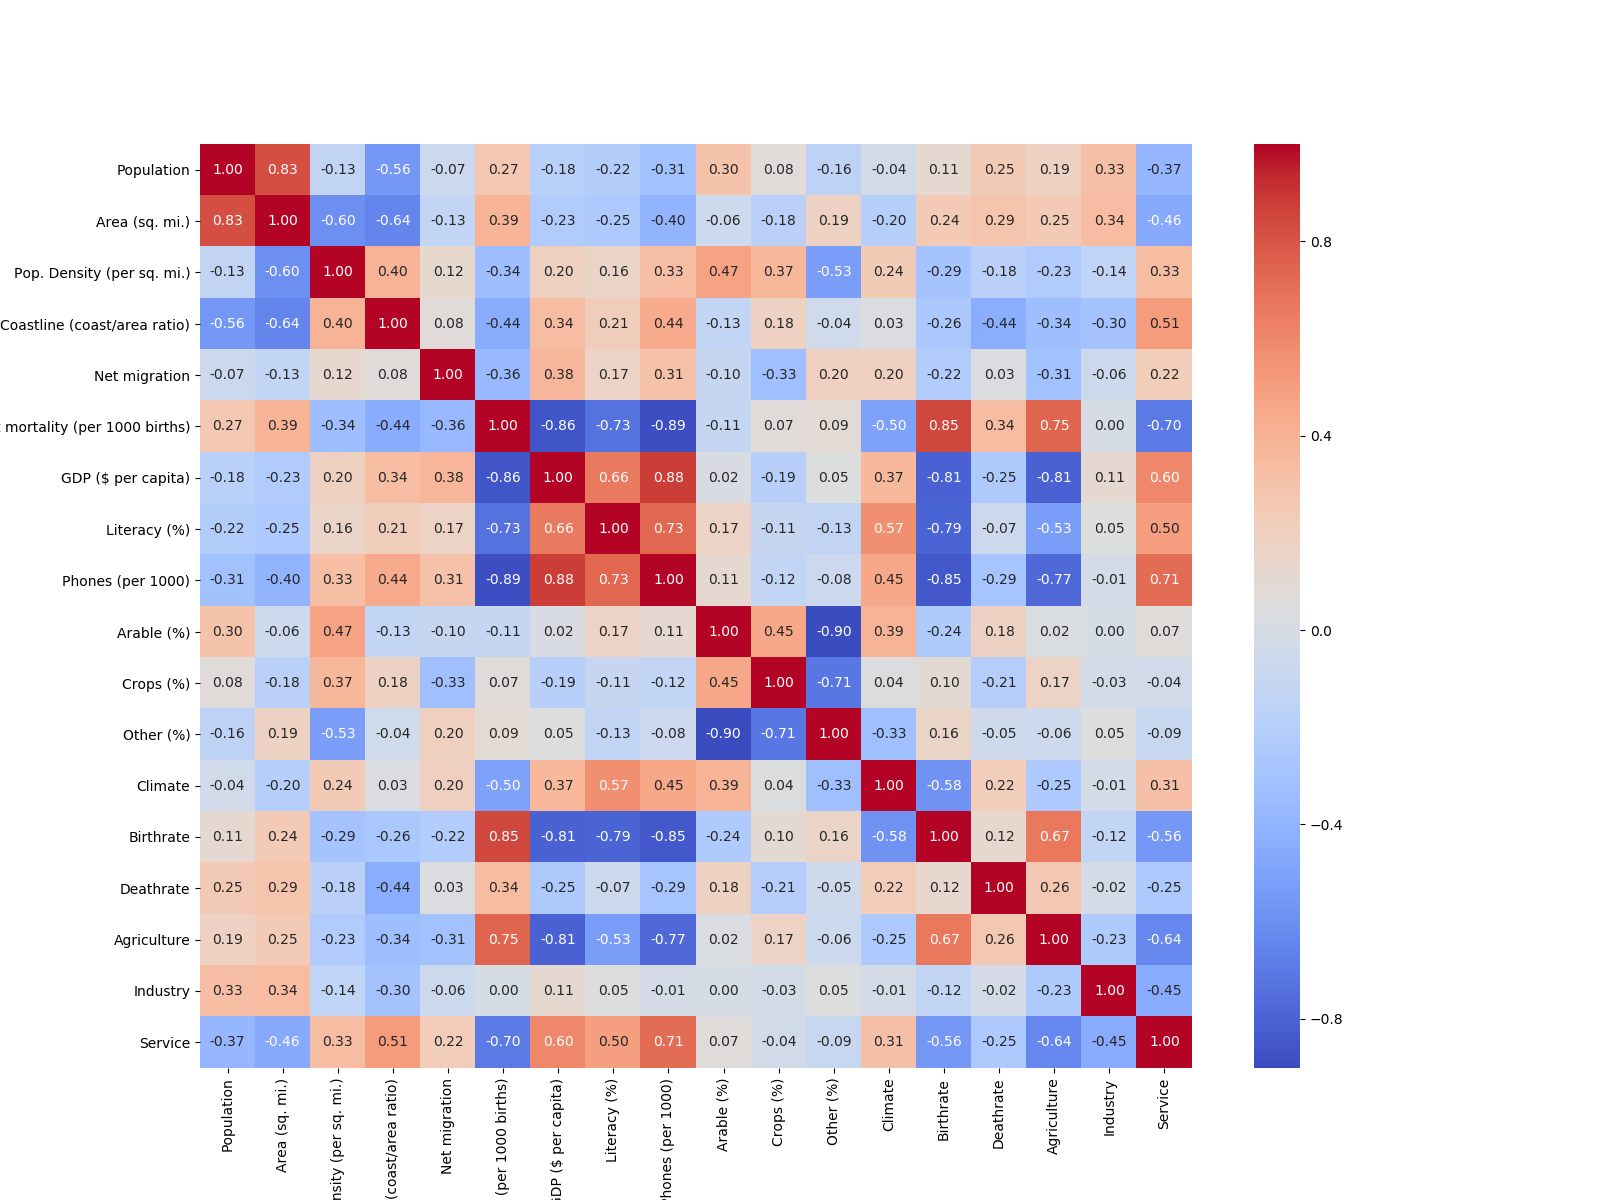 Population 1.00 0.83 -0.13 -0.56 -0.07 0.27 -0.18 -0.22 -0.31 0.30 0.08 -0.16 -0.04 0.11 0.25 0.19 0.33 -0.37
Area (sq. mi.) 0.83 1.00 -0.60 -0.64 -0.13 0.39 -0.23 -0.25 -0.40 -0.06 -0.18 0.19 -0.20 0.24 0.29 0.25 0.34 -0.46
0.8
Pop. Density (per sq. mi.) -0.13 -0.60 1.00 0.40 0.12 -0.34 0.20 0.16 0.33 0.47 0.37 -0.53 0.24 -0.29 -0.18 -0.23 -0.14 0.33
Coastline (coast/area ratio) -0.56 -0.64 0.40 1.00 0.08 -0.44 0.34 0.21 0.44 -0.13 0.18 -0.04 0.03 -0.26 -0.44 -0.34 -0.30 0.51
Net migration -0.07 -0.13 0.12 0.08 1.00 -0.36 0.38 0.17 0.31 -0.10 -0.33 0.20 0.20 -0.22 0.03 -0.31 -0.06 0.22
mortality (per 1000 births) 0.27 0.39 -0.34 -0.44 -0.36 1.00 -0.86 -0.73 -0.89 -0.11 0.07 0.09 -0.50 0.85 0.34 0.75 0.00 -0.70
0.4
GDP ($ per capita) -0.18 -0.23 0.20 0.34 0.38 -0.86 1.00 0.66 0.88 0.02 -0.19 0.05 0.37 -0.81 -0.25 -0.81 0.11 0.60
Literacy (%) -0.22 -0.25 0.16 0.21 0.17 -0.73 0.66 1.00 0.73 0.17 -0.11 -0.13 0.57 -0.79 -0.07 -0.53 0.05 0.50
Phones (per 1000) -0.31 -0.40 0.33 0.44 0.31 -0.89 0.88 0.73 1.00 0.11 -0.12 -0.08 0.45 -0.85 -0.29 -0.77 -0.01 0.71
Arable (%) 0.30 -0.06 0.47 -0.13 -0.10 -0.11 0.02 0.17 0.11 1.00 0.45 -0.90 0.39 -0.24 0.18 0.02 0.00 0.07
0.0
Crops (%) 0.08 -0.18 0.37 0.18 -0.33 0.07 -0.19 -0.11 -0.12 0.45 1.00 -0.71 0.04 0.10 -0.21 0.17 -0.03 -0.04
Other (%) -0.16 0.19 -0.53 -0.04 0.20 0.09 0.05 -0.13 -0.08 -0.90 -0.71 1.00 -0.33 0.16 -0.05 -0.06 0.05 -0.09
Climate -0.04 -0.20 0.24 0.03 0.20 -0.50 0.37 0.57 0.45 0.39 0.04 -0.33 1.00 -0.58 0.22 -0.25 -0.01 0.31
−0.4
Birthrate 0.11 0.24 -0.29 -0.26 -0.22 0.85 -0.81 -0.79 -0.85 -0.24 0.10 0.16 -0.58 1.00 0.12 0.67 -0.12 -0.56
Deathrate 0.25 0.29 -0.18 -0.44 0.03 0.34 -0.25 -0.07 -0.29 0.18 -0.21 -0.05 0.22 0.12 1.00 0.26 -0.02 -0.25
Agriculture 0.19 0.25 -0.23 -0.34 -0.31 0.75 -0.81 -0.53 -0.77 0.02 0.17 -0.06 -0.25 0.67 0.26 1.00 -0.23 -0.64
Industry 0.33 0.34 -0.14 -0.30 -0.06 0.00 0.11 0.05 -0.01 0.00 -0.03 0.05 -0.01 -0.12 -0.02 -0.23 1.00 -0.45
−0.8
Service -0.37 -0.46 0.33 0.51 0.22 -0.70 0.60 0.50 0.71 0.07 -0.04 -0.09 0.31 -0.56 -0.25 -0.64 -0.45 1.00
Population
Area (sq. mi.)
nsity (per sq. mi.)
(coast/area ratio)
Net migration
(per 1000 births)
GDP ($ per capita)
Literacy (%)
Phones (per 1000)
Arable (%)
Crops (%)
Other (%)
Climate
Birthrate
Deathrate
Agriculture
Industry
Service